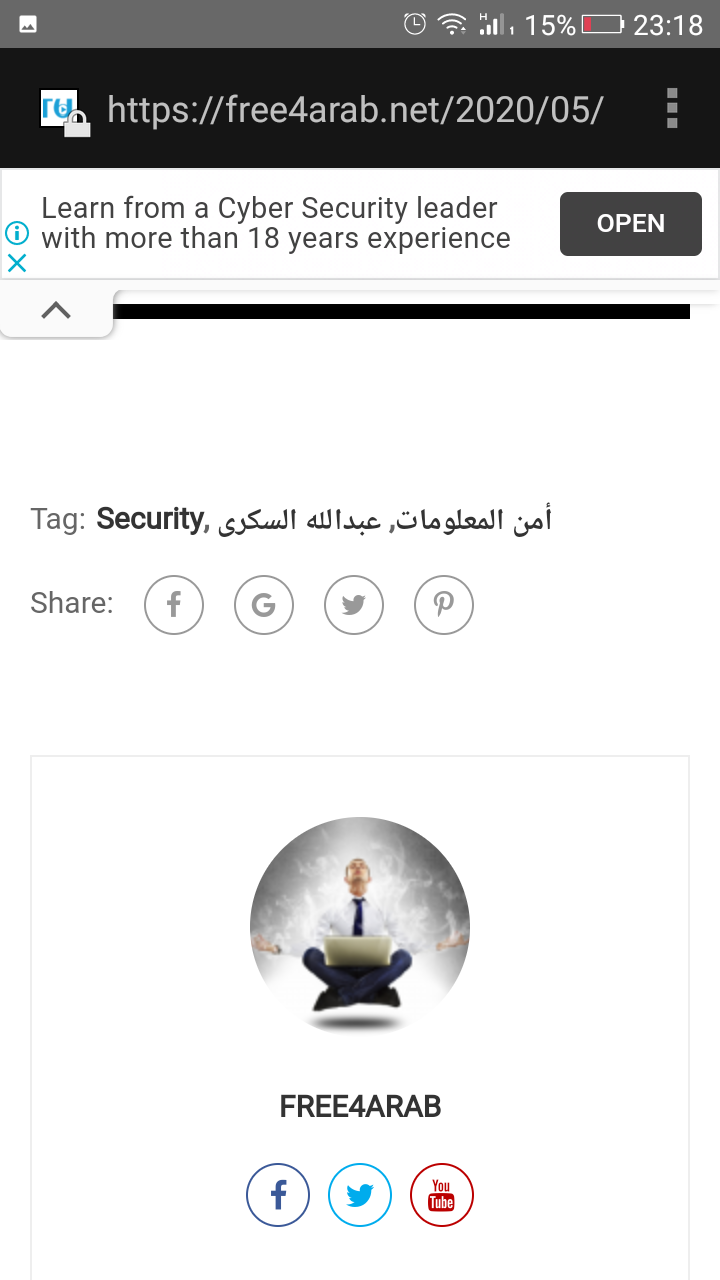 H 1 15% 23:18
https://free4arab.net/2020/05/
Learn from a Cyber Security leader
with more than 18 years experience
OPEN
Tag: Security, أمن المعلومات, عبدالله السكرى
Share:
FREE4ARAB
You
Tube